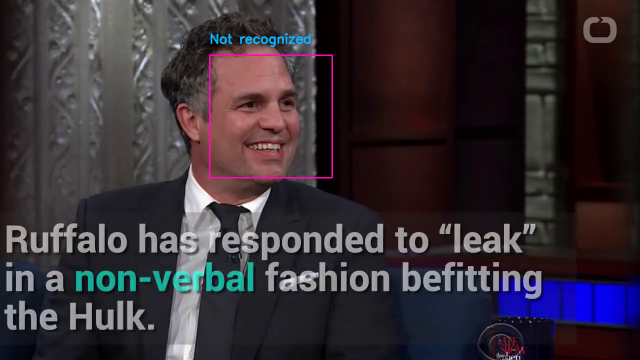 Not recognized
Ruffalo has responded to “leak”
in a non-verbal fashion befitting
the Hulk.